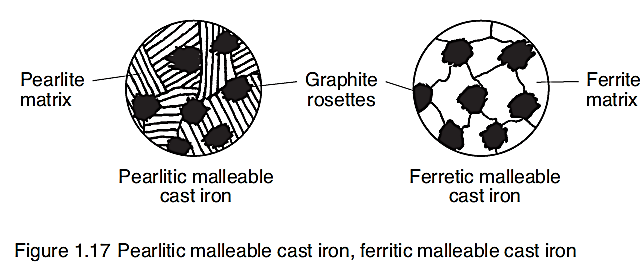 Pearlite
matrix
Graphite
rosettes
Ferrite
matrix
Pearlitic malleable
cast iron
Ferretic malleable
cast iron
Figure 1.17 Pearlitic malleable cast iron, ferritic malleable cast iron